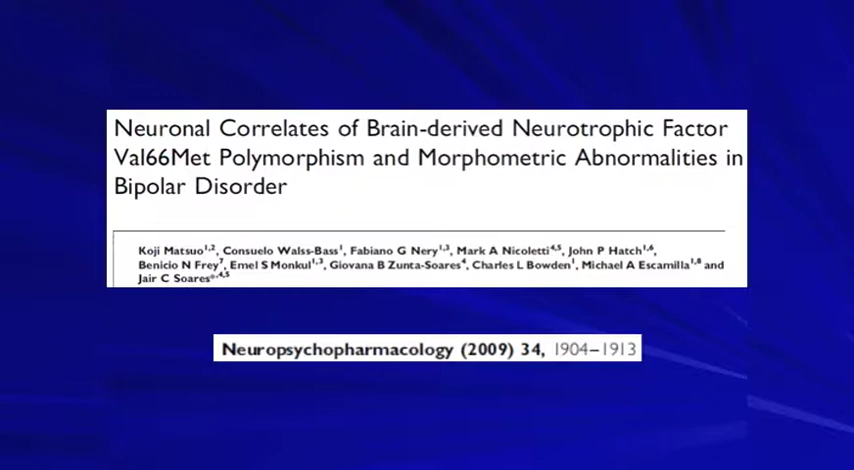 Neuronal Correlates of Brain-derived Neurotrophic Factor
Val66Met Polymorphism and Morphometric Abnormalities in
Bipolar Disorder
Koji Matsuo1,2, Consuelo Walss-Bass1, Fabiano G Nery1,3, Mark A Nicoletti4,5, John P Hatch1,6,
Benicio N Frey7, Emel S Monkul1,3, Giovana B Zunta-Soares4, Charles L Bowden1, Michael A Escamilla1,8 and
Jair C Soares*,4,5
Neuropsychopharmacology (2009) 34, 1904–1913